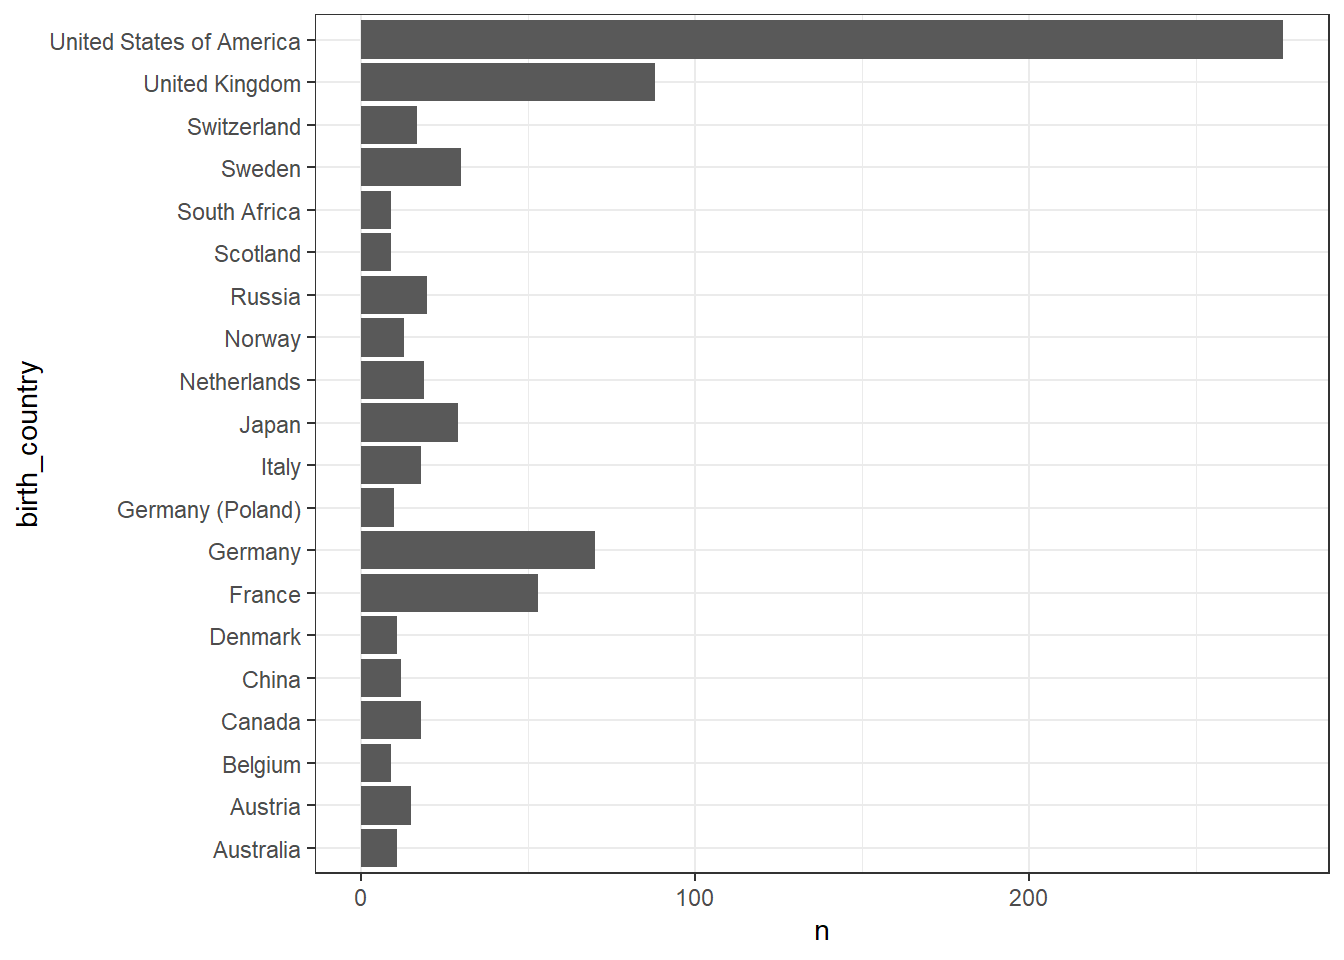 United States of America
United Kingdom
Switzerland
Sweden
South Africa
Scotland
Russia
Norway
Netherlands
Japan
Italy
Germany (Poland)
Germany
France
Denmark
China
Canada
Belgium
Austria
Australia
birth_country
0 100 200
n